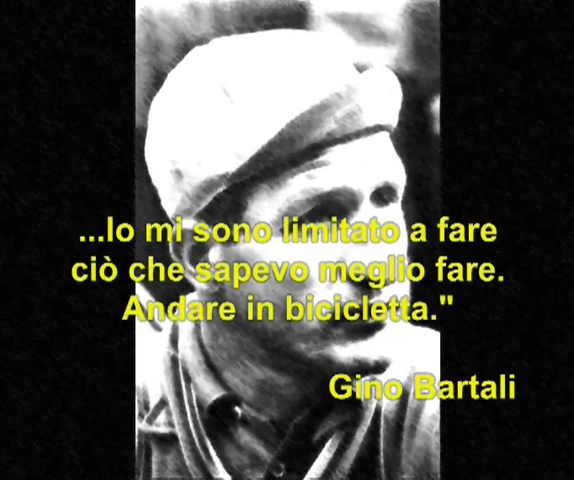 ...Io mi sono limitato a fare
ciò che sapevo meglio fare.
Andare in bicicletta."
Gino Bartali